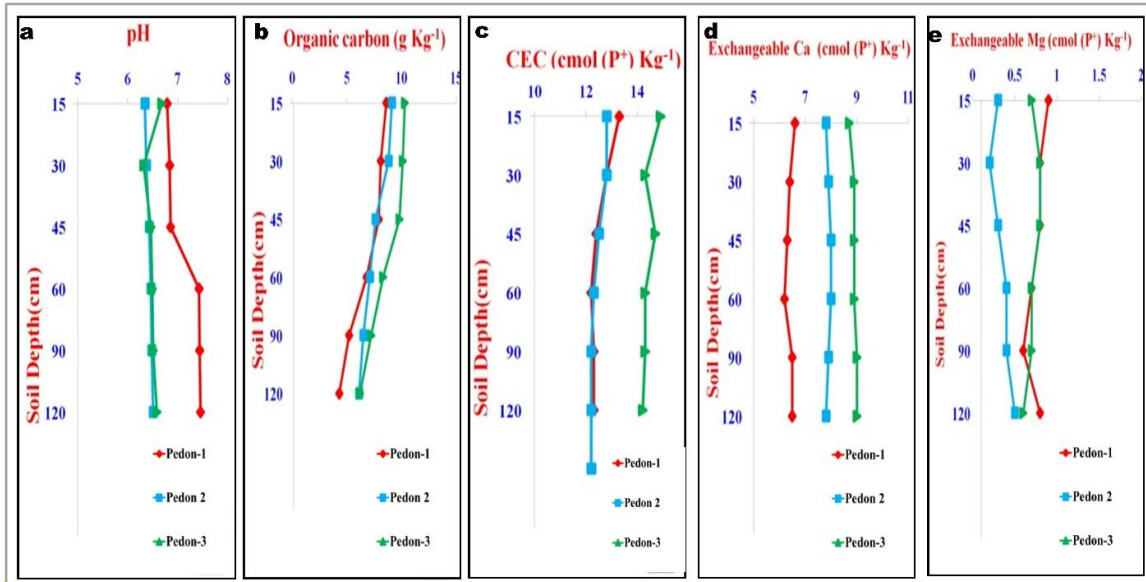 a
pH
5 6 7 8
15
30
45
60
90
120
Soil Depth(cm)
Pedon-1
Pedon 2
Pedon-3
b
Organic carbon (g Kg⁻¹)
0 5 10 15
15
30
45
60
90
120
Soil Depth(cm)
Pedon-1
Pedon 2
Pedon-3
c
CEC (cmol (P⁺) Kg⁻¹)
10 12 14
15
30
45
60
90
120
Soil Depth(cm)
Pedon-1
Pedon 2
Pedon-3
d
Exchangeable Ca (cmol (P⁺) Kg⁻¹)
5 7 9 11
15
30
45
60
90
120
Soil Depth(cm)
Pedon-1
Pedon 2
Pedon-3
e
Exchangeable Mg (cmol (P⁺) Kg⁻¹)
0 0.5 1 1.5 2
15
30
45
60
90
120
Soil Depth(cm)
Pedon-1
Pedon 2
Pedon-3